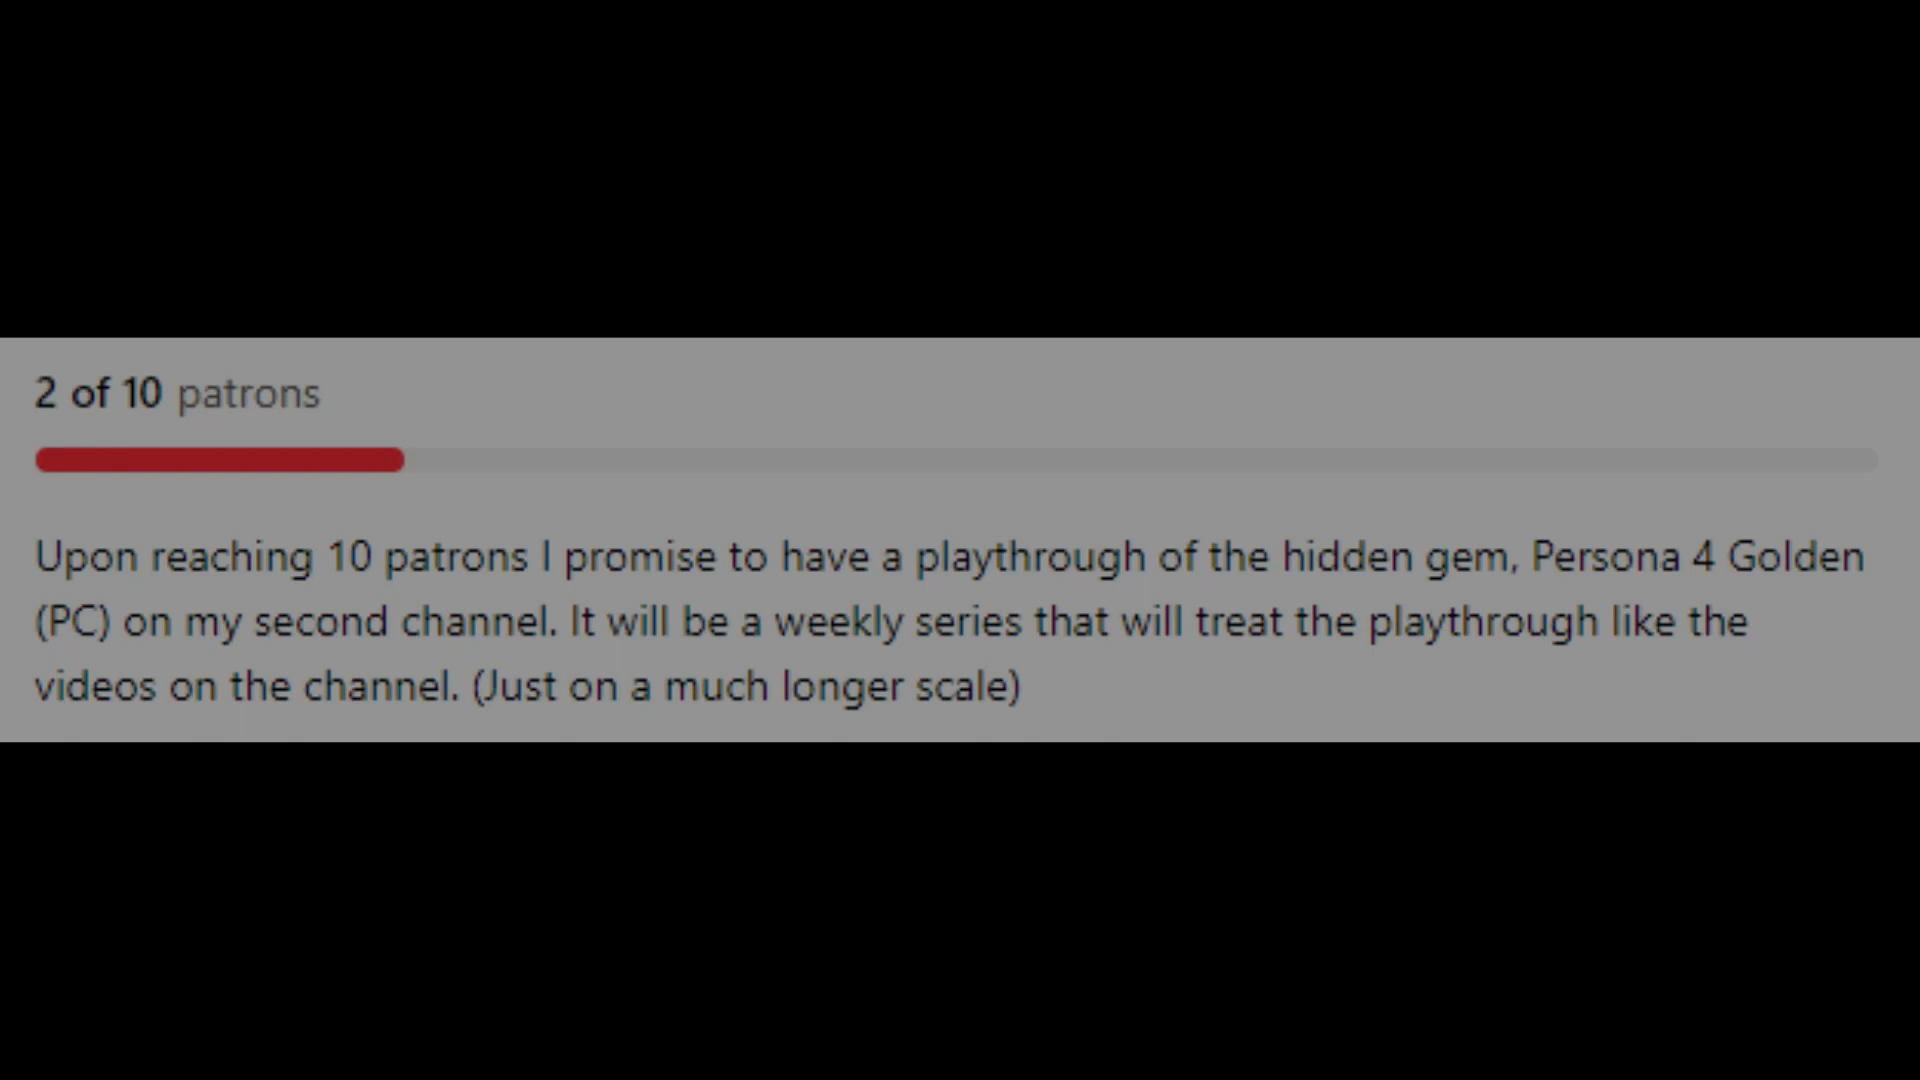 2 of 10 patrons
Upon reaching 10 patrons I promise to have a playthrough of the hidden gem, Persona 4 Golden
(PC) on my second channel. It will be a weekly series that will treat the playthrough like the
videos on the channel. (Just on a much longer scale)